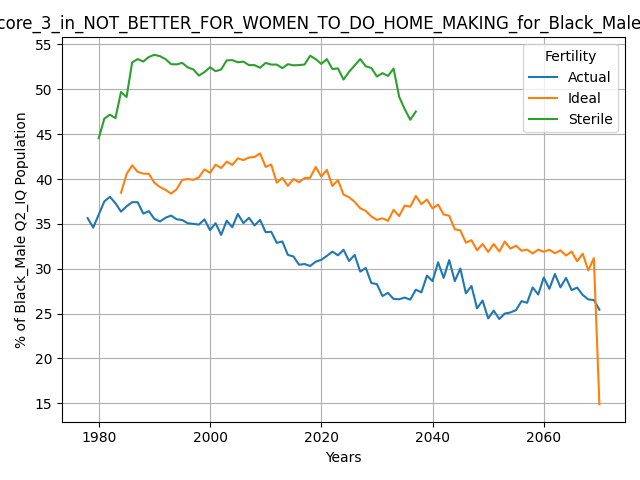 core_3_in_NOT_BETTER_FOR_WOMEN_TO_DO_HOME_MAKING_for_Black_Male
% of Black_Male Q2_IQ Population
55
50
45
40
35
30
25
20
15
Fertility
Actual
Ideal
Sterile
1980
2000
2020
2040
2060
Years